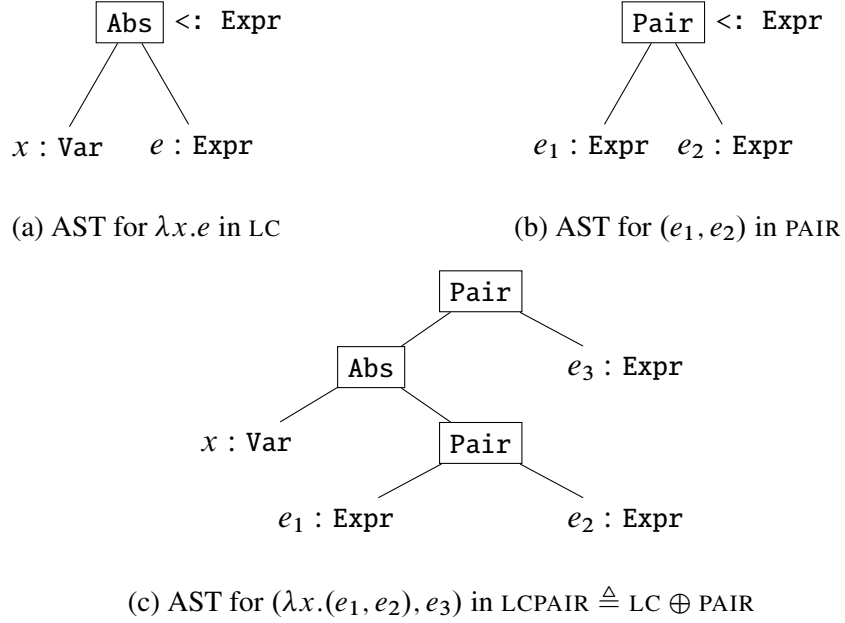 Abs <: Expr Pair <: Expr
x : Var e : Expr e₁ : Expr e₂ : Expr
(a) AST for λx.e in LC (b) AST for (e₁, e₂) in PAIR
Pair
Abs e₃ : Expr
x : Var Pair
e₁ : Expr e₂ : Expr
(c) AST for (λx.(e₁, e₂), e₃) in LCPAIR ≜ LC ⊕ PAIR